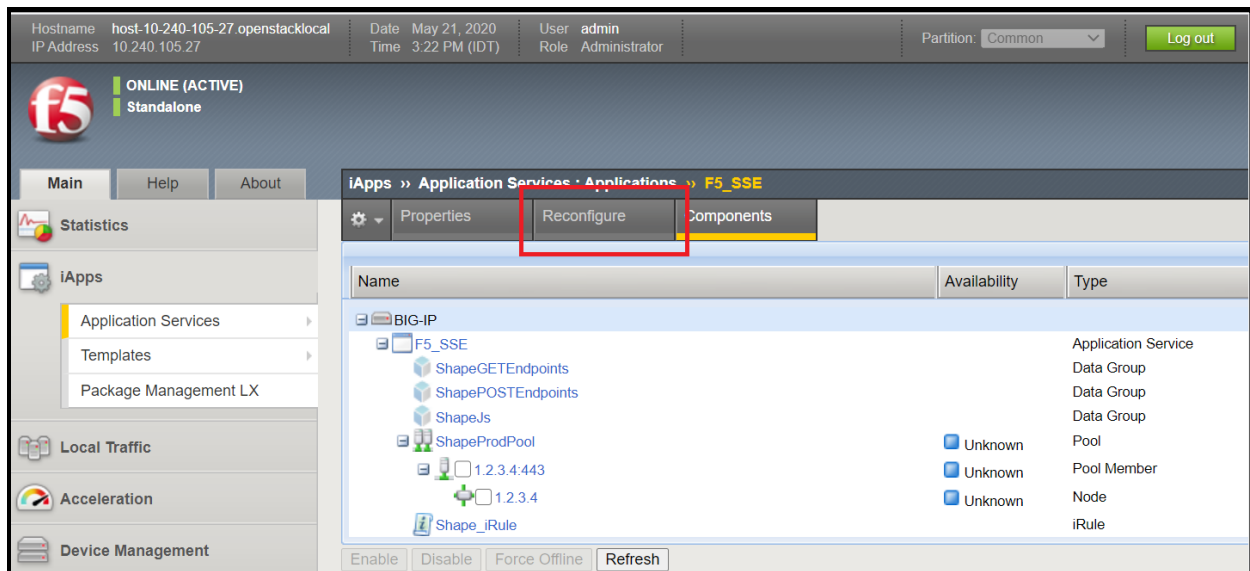 Hostname host-10-240-105-27.openstacklocal Date May 21, 2020 User admin
IP Address 10.240.105.27 Time 3:22 PM (IDT) Role Administrator
Partition: Common Log out
f5
ONLINE (ACTIVE)
Standalone
Main Help About
iApps ›› Application Services : Applications ›› F5_SSE
Properties Reconfigure Components
Statistics
iApps
Application Services
Templates
Package Management LX
Local Traffic
Acceleration
Device Management
Name Availability Type
BIG-IP
F5_SSE Application Service
ShapeGETEndpoints Data Group
ShapePOSTEndpoints Data Group
ShapeJs Data Group
ShapeProdPool Unknown Pool
1.2.3.4:443 Unknown Pool Member
1.2.3.4 Unknown Node
Shape_iRule iRule
Enable Disable Force Offline Refresh